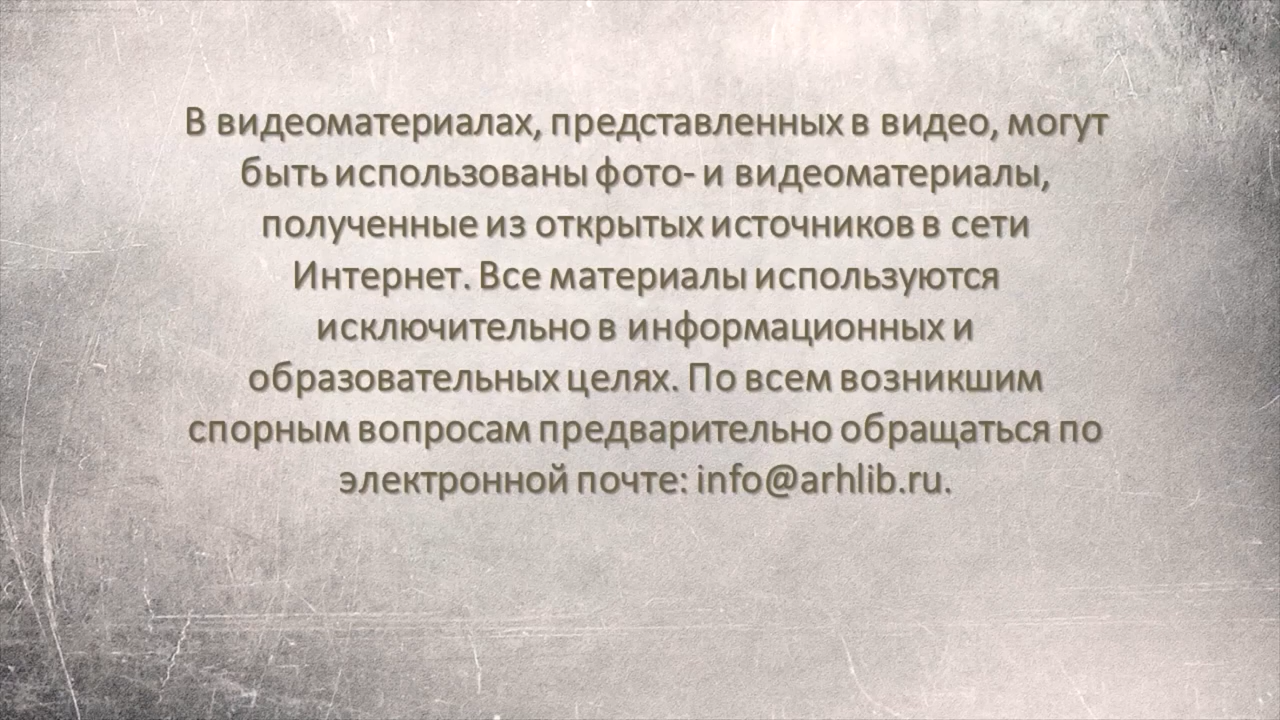 В видеоматериалах, представленных в видео, могут
быть использованы фото- и видеоматериалы,
полученные из открытых источников в сети
Интернет. Все материалы используются
исключительно в информационных и
образовательных целях. По всем возникшим
спорным вопросам предварительно обращаться по
электронной почте: info@arhlib.ru.